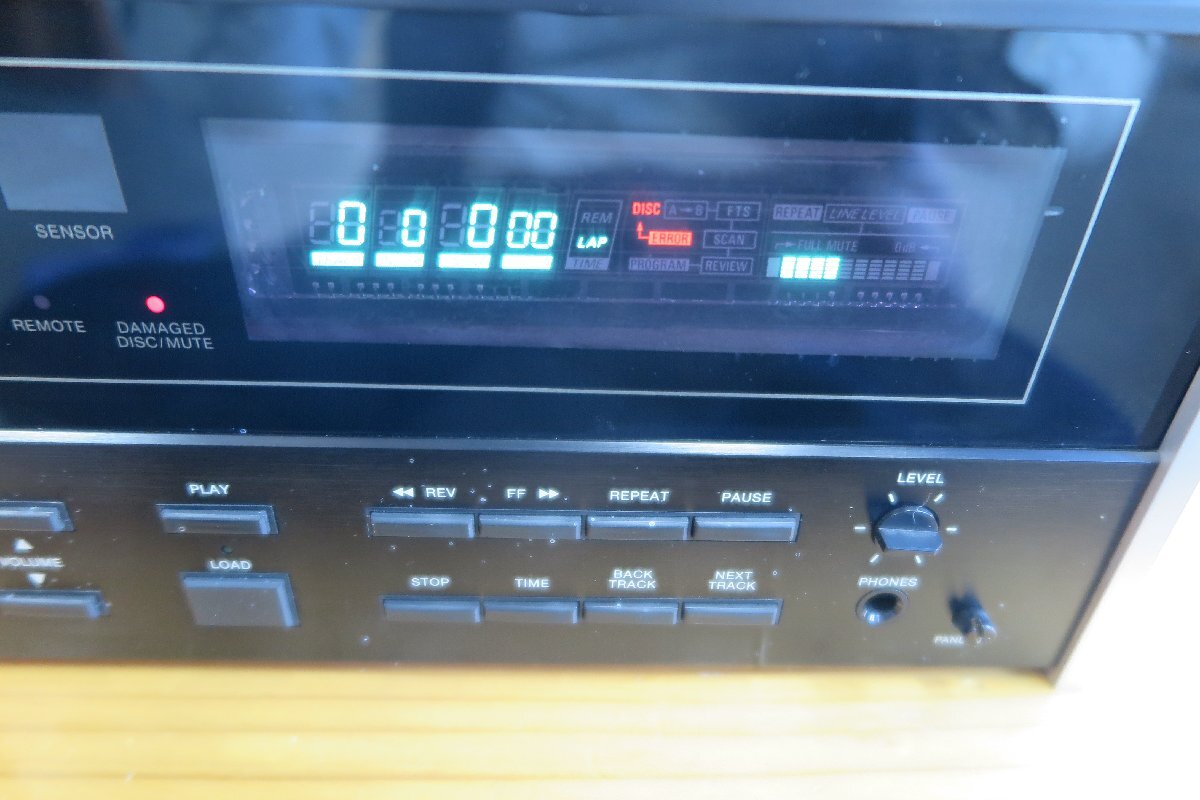 SENSOR
REMOTE
DAMAGED
DISC/MUTE
0 0 0 00
REM
LAP
TIME
DISC A→B FTS
ERROR SCAN
PROGRAM REVIEW
REPEAT LINE LEVEL PAUSE
FULL MUTE 0dB
PLAY
REV FF REPEAT PAUSE
LEVEL
VOLUME
LOAD
STOP TIME
BACK
TRACK
NEXT
TRACK
PHONES